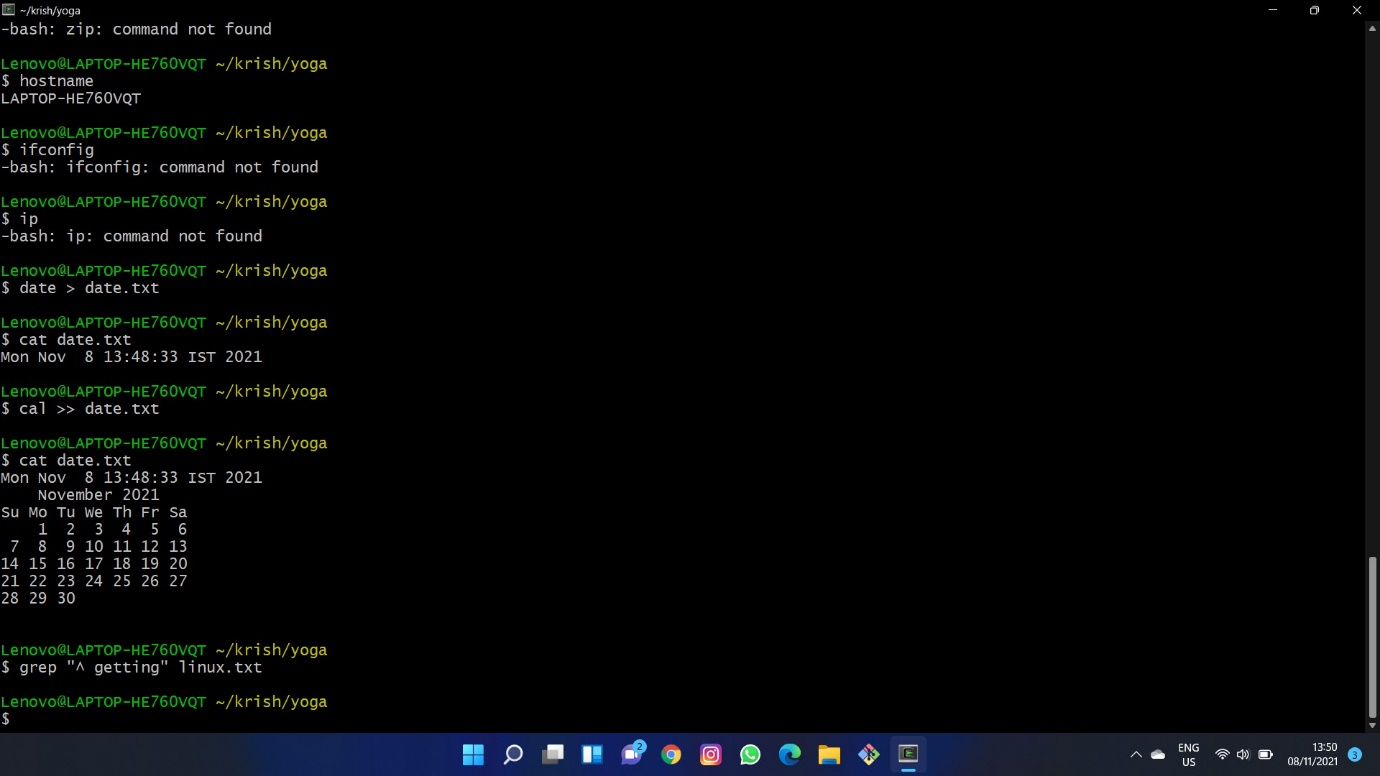 ~/krish/yoga
-bash: zip: command not found
Lenovo@LAPTOP-HE760VQT ~/krish/yoga
$ hostname
LAPTOP-HE760VQT
Lenovo@LAPTOP-HE760VQT ~/krish/yoga
$ ifconfig
-bash: ifconfig: command not found
Lenovo@LAPTOP-HE760VQT ~/krish/yoga
$ ip
-bash: ip: command not found
Lenovo@LAPTOP-HE760VQT ~/krish/yoga
$ date > date.txt
Lenovo@LAPTOP-HE760VQT ~/krish/yoga
$ cat date.txt
Mon Nov  8 13:48:33 IST 2021
Lenovo@LAPTOP-HE760VQT ~/krish/yoga
$ cal >> date.txt
Lenovo@LAPTOP-HE760VQT ~/krish/yoga
$ cat date.txt
Mon Nov  8 13:48:33 IST 2021
    November 2021
Su Mo Tu We Th Fr Sa
    1  2  3  4  5  6
 7  8  9 10 11 12 13
14 15 16 17 18 19 20
21 22 23 24 25 26 27
28 29 30
Lenovo@LAPTOP-HE760VQT ~/krish/yoga
$ grep "^ getting" linux.txt
Lenovo@LAPTOP-HE760VQT ~/krish/yoga
$
2
ENG
US
13:50
08/11/2021
3